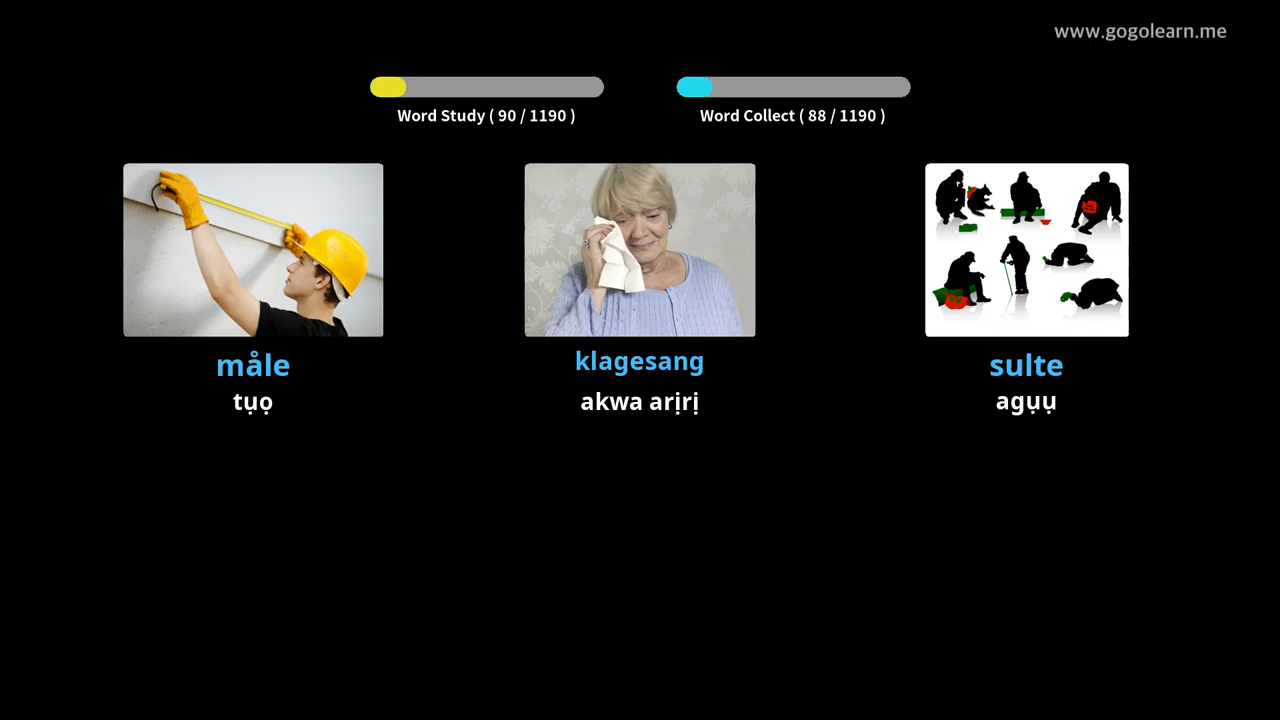 www.gogolearn.me
Word Study ( 90 / 1190 )
Word Collect ( 88 / 1190 )
måle
tụọ
klagesang
akwa arịrị
sulte
agụụ